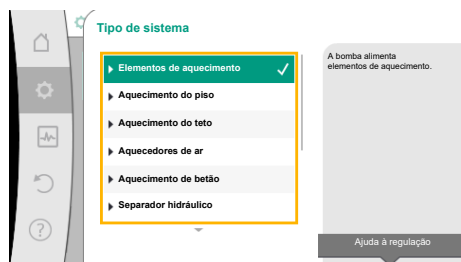 Tipo de sistema
Elementos de aquecimento
Aquecimento do piso
Aquecimento do teto
Aquecedores de ar
Aquecimento de betão
Separador hidráulico
A bomba alimenta
elementos de aquecimento.
Ajuda à regulação
?